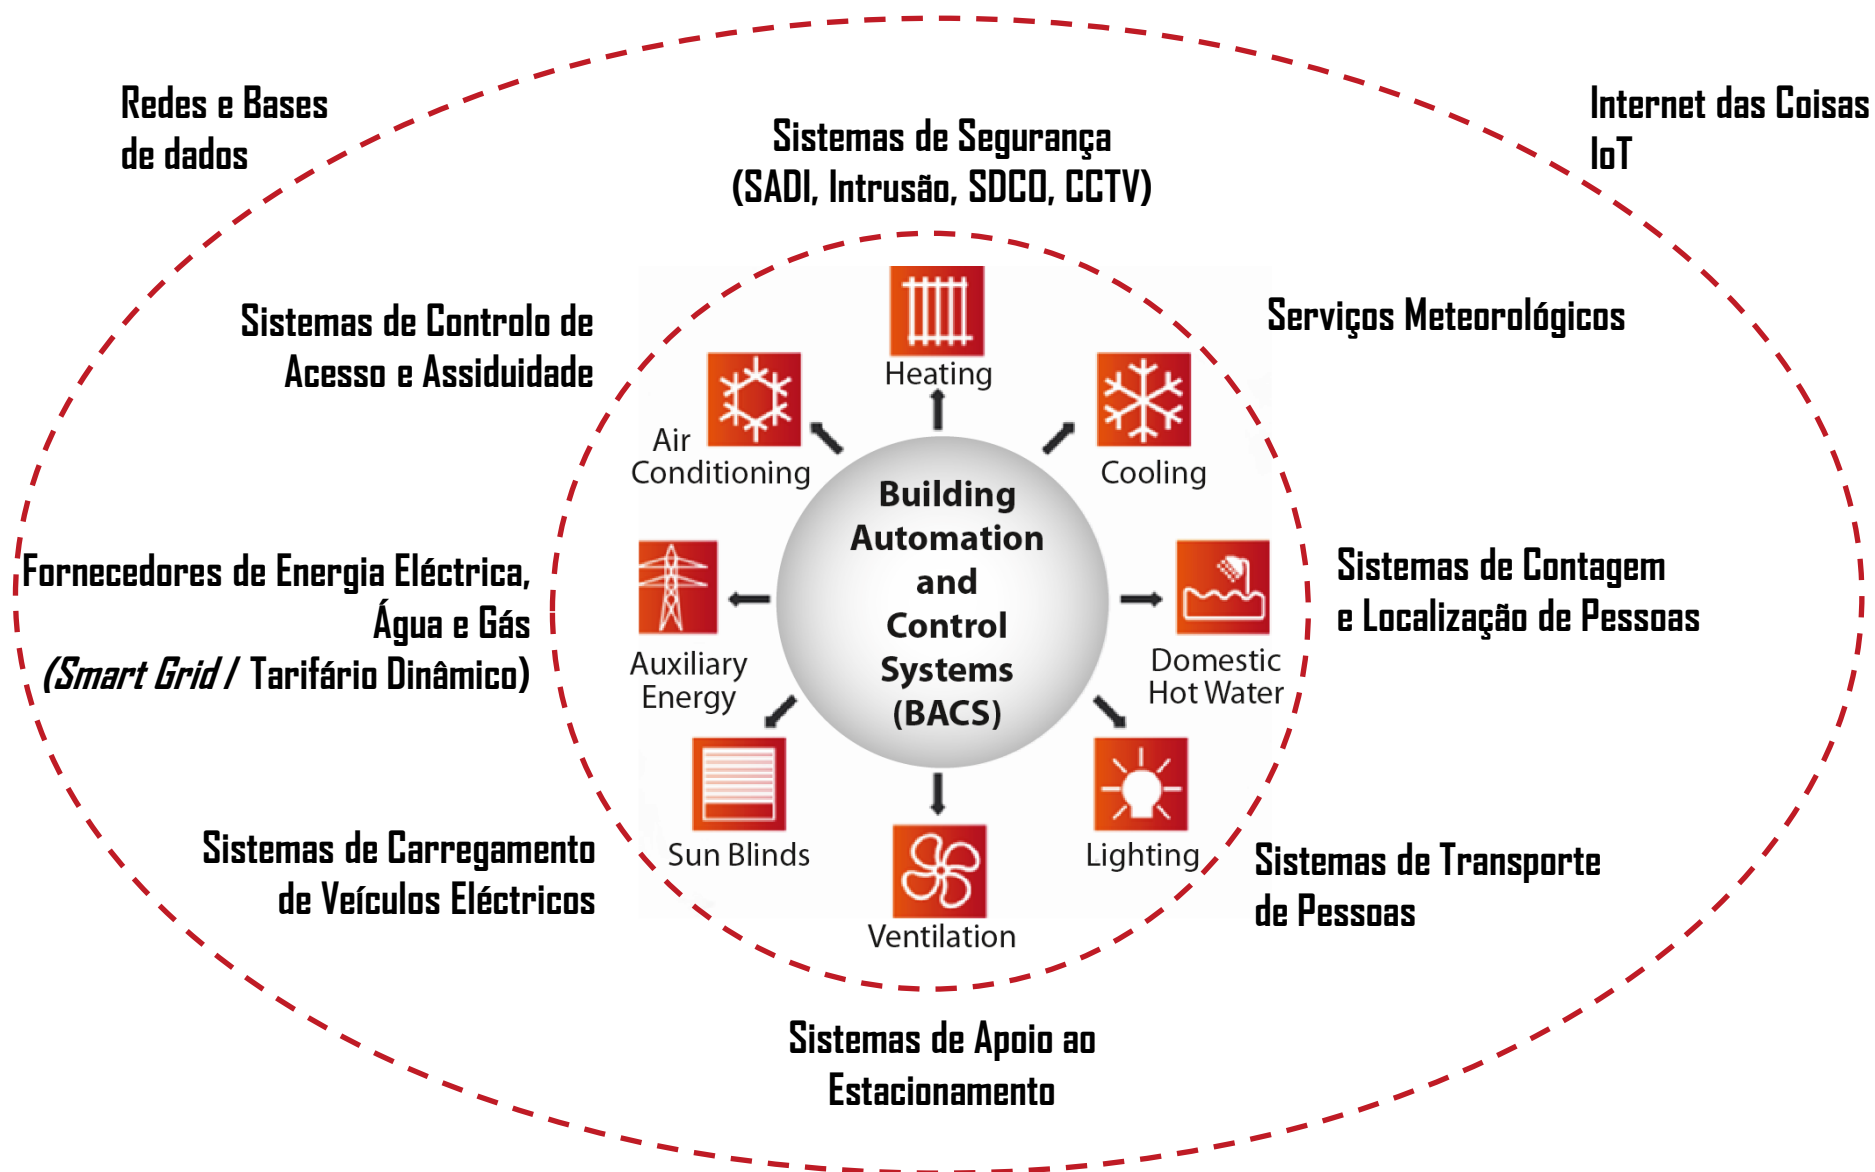 Redes e Bases
de dados
Internet das Coisas
IoT
Sistemas de Segurança
(SADI, Intrusão, SDCO, CCTV)
Sistemas de Controlo de
Acesso e Assiduidade
Serviços Meteorológicos
Heating
Air
Conditioning
Cooling
Building
Automation
and
Control
Systems
(BACS)
Fornecedores de Energia Eléctrica,
Água e Gás
(Smart Grid / Tarifário Dinâmico)
Auxiliary
Energy
Domestic
Hot Water
Sistemas de Contagem
e Localização de Pessoas
Sistemas de Carregamento
de Veículos Eléctricos
Sun Blinds
Ventilation
Lighting
Sistemas de Transporte
de Pessoas
Sistemas de Apoio ao
Estacionamento